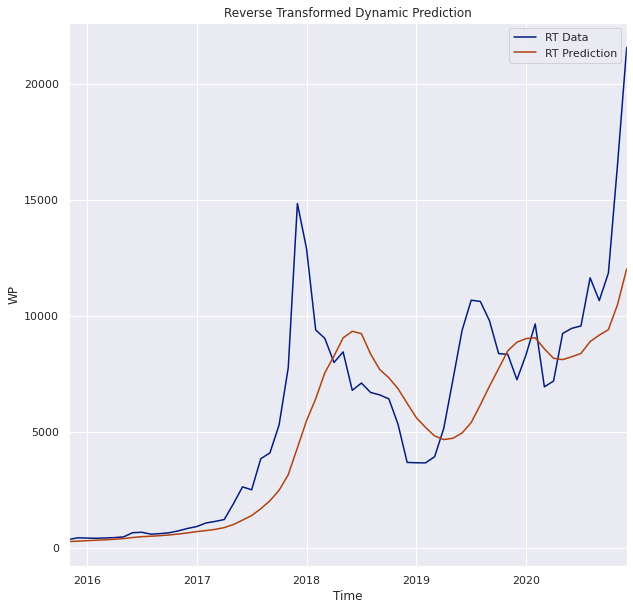 Reverse Transformed Dynamic Prediction
RT Data
RT Prediction
20000
15000
10000
5000
0
WP
2016 2017 2018 2019 2020
Time